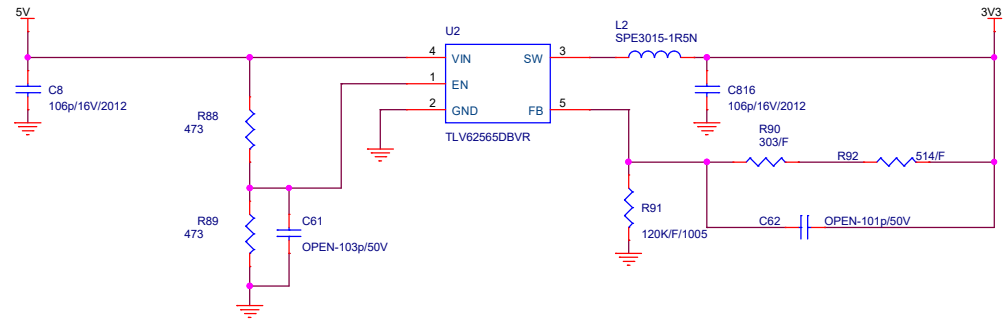 5V
3V3
U2
L2
SPE3015-1R5N
4
VIN
SW
3
1
EN
2
GND
FB
5
TLV62565DBVR
C8
106p/16V/2012
C816
106p/16V/2012
R88
473
R90
303/F
R92
514/F
R89
473
C61
OPEN-103p/50V
R91
120K/F/1005
C62
OPEN-101p/50V